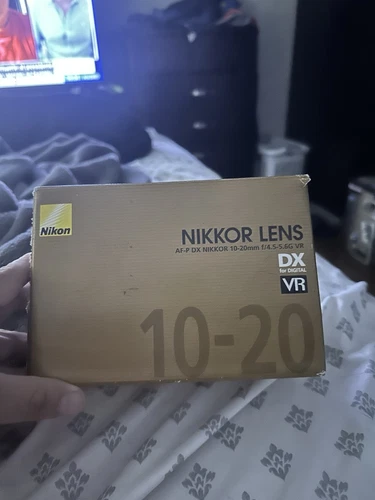 Nikon
NIKKOR LENS
AF-P DX NIKKOR 10-20mm f/4.5-5.6G VR
DX
for DIGITAL
VR
10-20